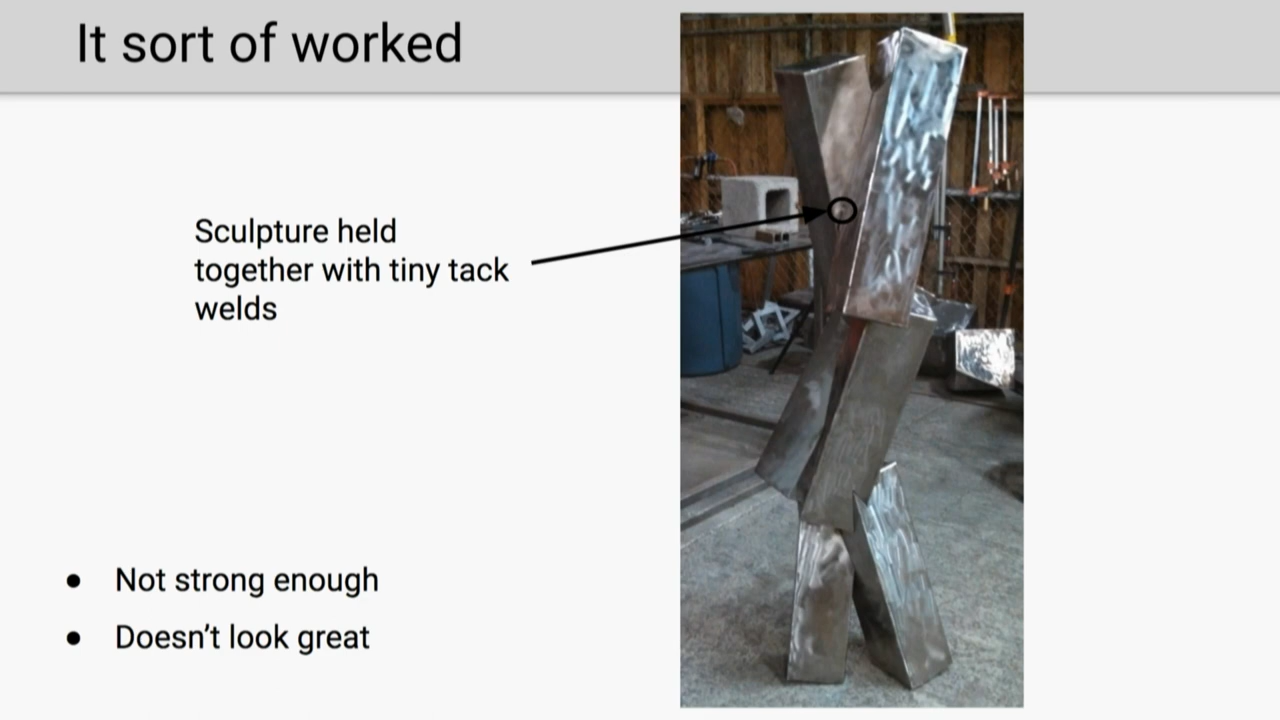 It sort of worked
Sculpture held
together with tiny tack
welds
● Not strong enough
● Doesn’t look great